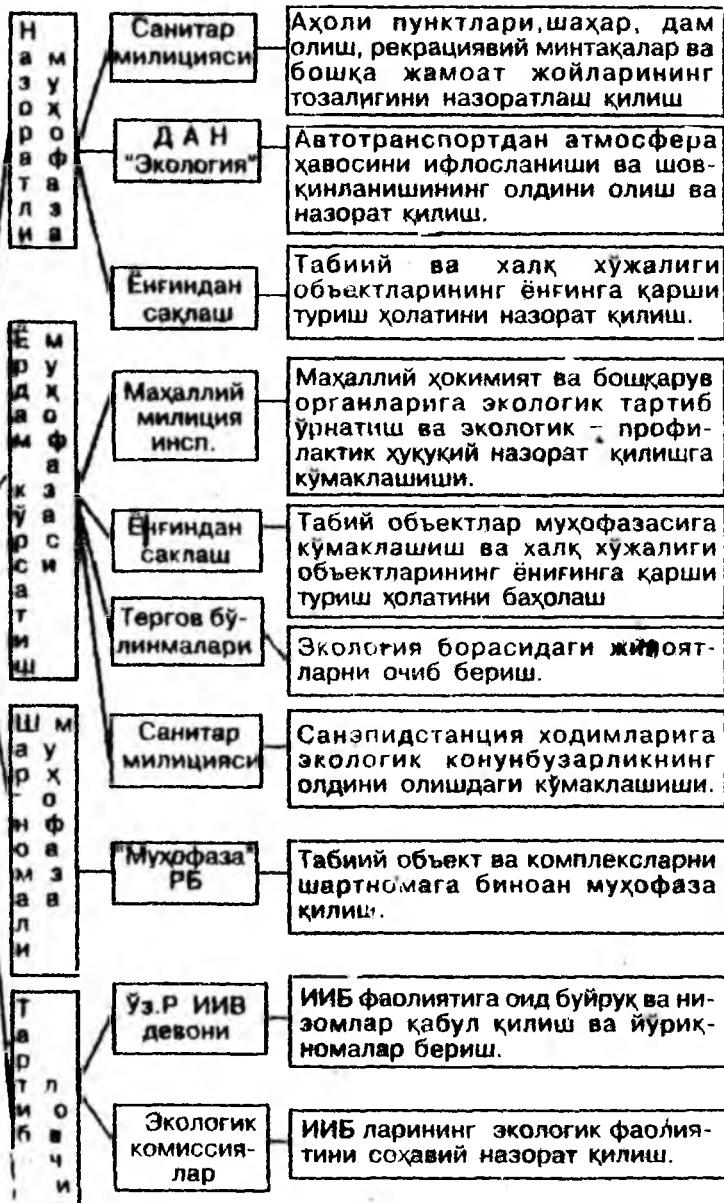 Назоратли
муҳофаза
Санитар
милицияси
Аҳоли пунктлари,шаҳар, дам
олиш, рекрациявий минтақалар ва
бошқа жамоат жойларининг
тозалигини назоратлаш қилиш
Д А Н
"Экология"
Автотранспортдан атмосфера
ҳавосини ифлосланиши ва шов-
қинланишининг олдини олиш ва
назорат қилиш.
Ёнғиндан
сақлаш
Табиий ва халқ хўжалиги
объектларининг ёнғинга қарши
туриш ҳолатини назорат қилиш.
Ёрдам кўрсатиш
муҳофазаси
Маҳаллий
милиция
инсп.
Маҳаллий ҳокимият ва бошқарув
органларига экологик тартиб
ўрнатиш ва экологик – профи-
лактик ҳуқуқий назорат қилишга
кўмаклашиши.
Ёнғиндан
саклаш
Табий объектлар муҳофазасига
кўмаклашиш ва халқ хўжалиги
объектларининг ёниғинга қарши
туриш ҳолатини баҳолаш
Тергов бў-
линмалари
Экология борасидаги жиноят-
ларни очиб бериш.
Санитар
милицияси
Санэпидстанция ходимларига
экологик конунбузарликнинг
олдини олишдаги кўмаклашиши.
Шартномали
муҳофаза
"Муҳофаза"
РБ
Табиий объект ва комплексларни
шартномага биноан муҳофаза
қилиш.
Тартибловчи
Ўз.Р ИИВ
девони
ИИБ фаолиятига оид буйруқ ва ни-
зомлар қабул қилиш ва йўриқ-
номалар бериш.
Экологик
комиссия-
лар
ИИБ ларининг экологик фаолия-
тини соҳавий назорат қилиш.